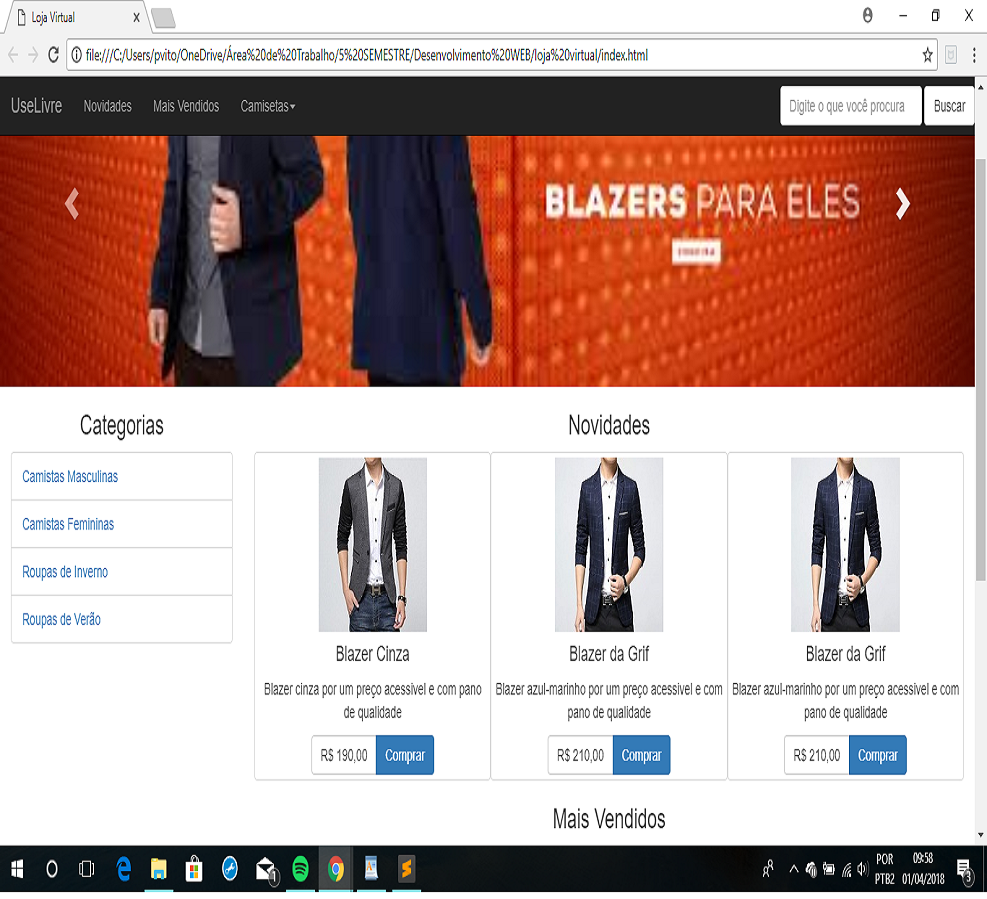 Loja Virtual
file:///C:/Users/pvito/OneDrive/Área%20de%20Trabalho/5%20SEMESTRE/Desenvolvimento%20WEB/loja%20virtual/index.html
UseLivre Novidades Mais Vendidos Camisetas Digite o que você procura Buscar
BLAZERS PARA ELES
Categorias
Camistas Masculinas
Camistas Femininas
Roupas de Inverno
Roupas de Verão
Novidades
Blazer Cinza
Blazer cinza por um preço acessivel e com pano
de qualidade
R$ 190,00 Comprar
Blazer da Grif
Blazer azul-marinho por um preço acessivel e com
pano de qualidade
R$ 210,00 Comprar
Blazer da Grif
Blazer azul-marinho por um preço acessivel e com
pano de qualidade
R$ 210,00 Comprar
Mais Vendidos
1
POR
PTB2
09:58
01/04/2018
3